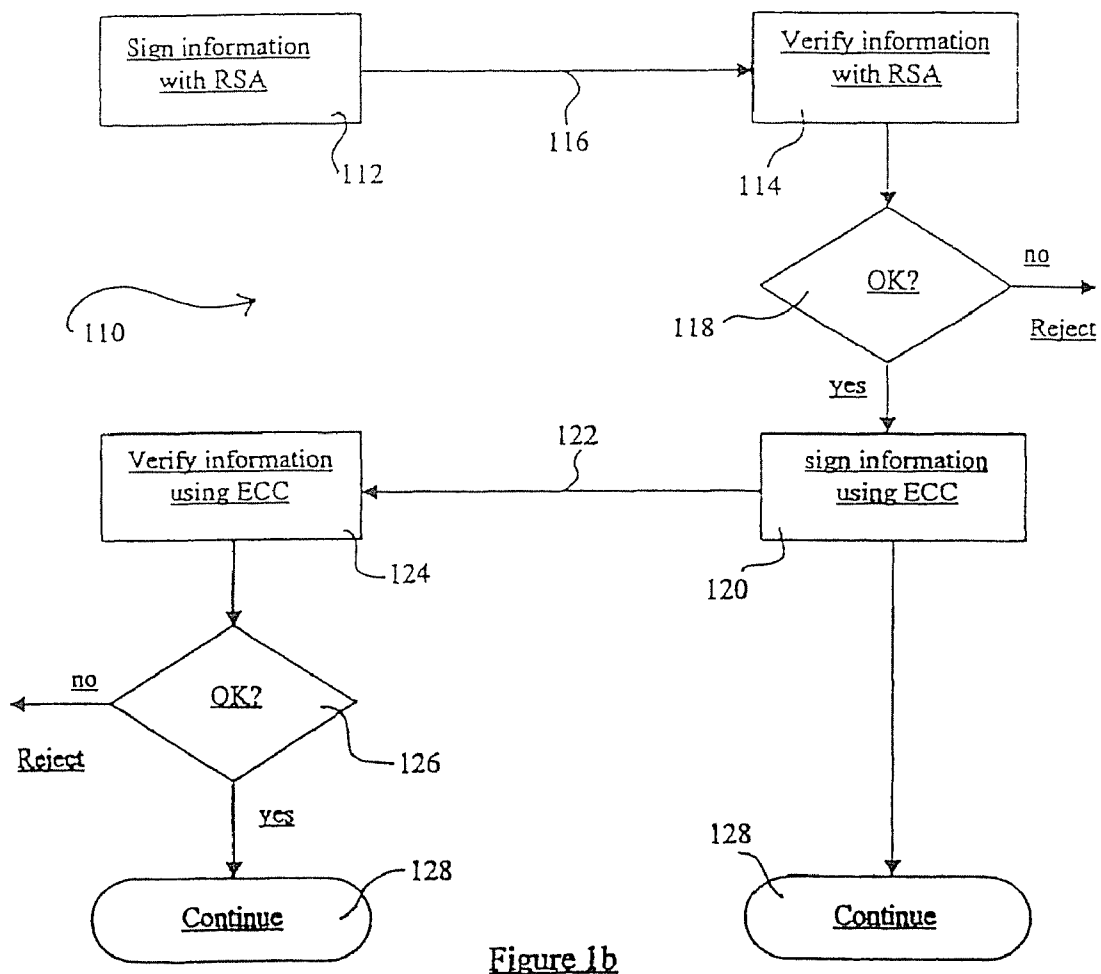 Sign information
with RSA
Verify information
with RSA
116
112
114
OK?
no
118
110
Reject
yes
122
Verify information
using ECC
sign information
using ECC
124
120
no
OK?
Reject
126
yes
128
128
Continue
Continue
Figure 1b